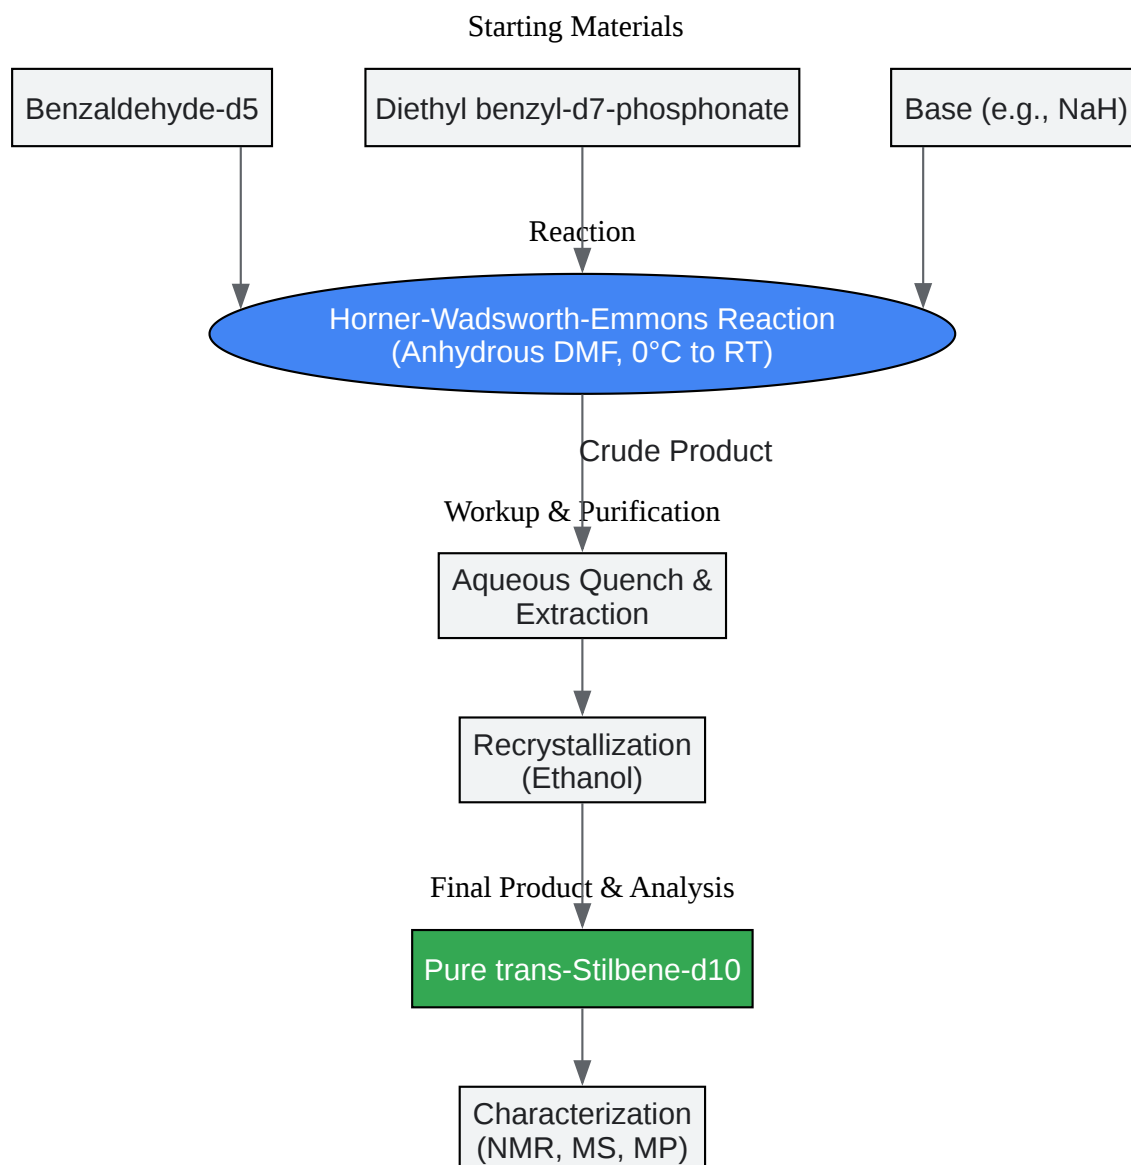 Starting Materials
Benzaldehyde-d5
Diethyl benzyl-d7-phosphonate
Base (e.g., NaH)
Reaction
Horner-Wadsworth-Emmons Reaction
(Anhydrous DMF, 0°C to RT)
Crude Product
Workup & Purification
Aqueous Quench &
Extraction
Recrystallization
(Ethanol)
Final Product & Analysis
Pure trans-Stilbene-d10
Characterization
(NMR, MS, MP)